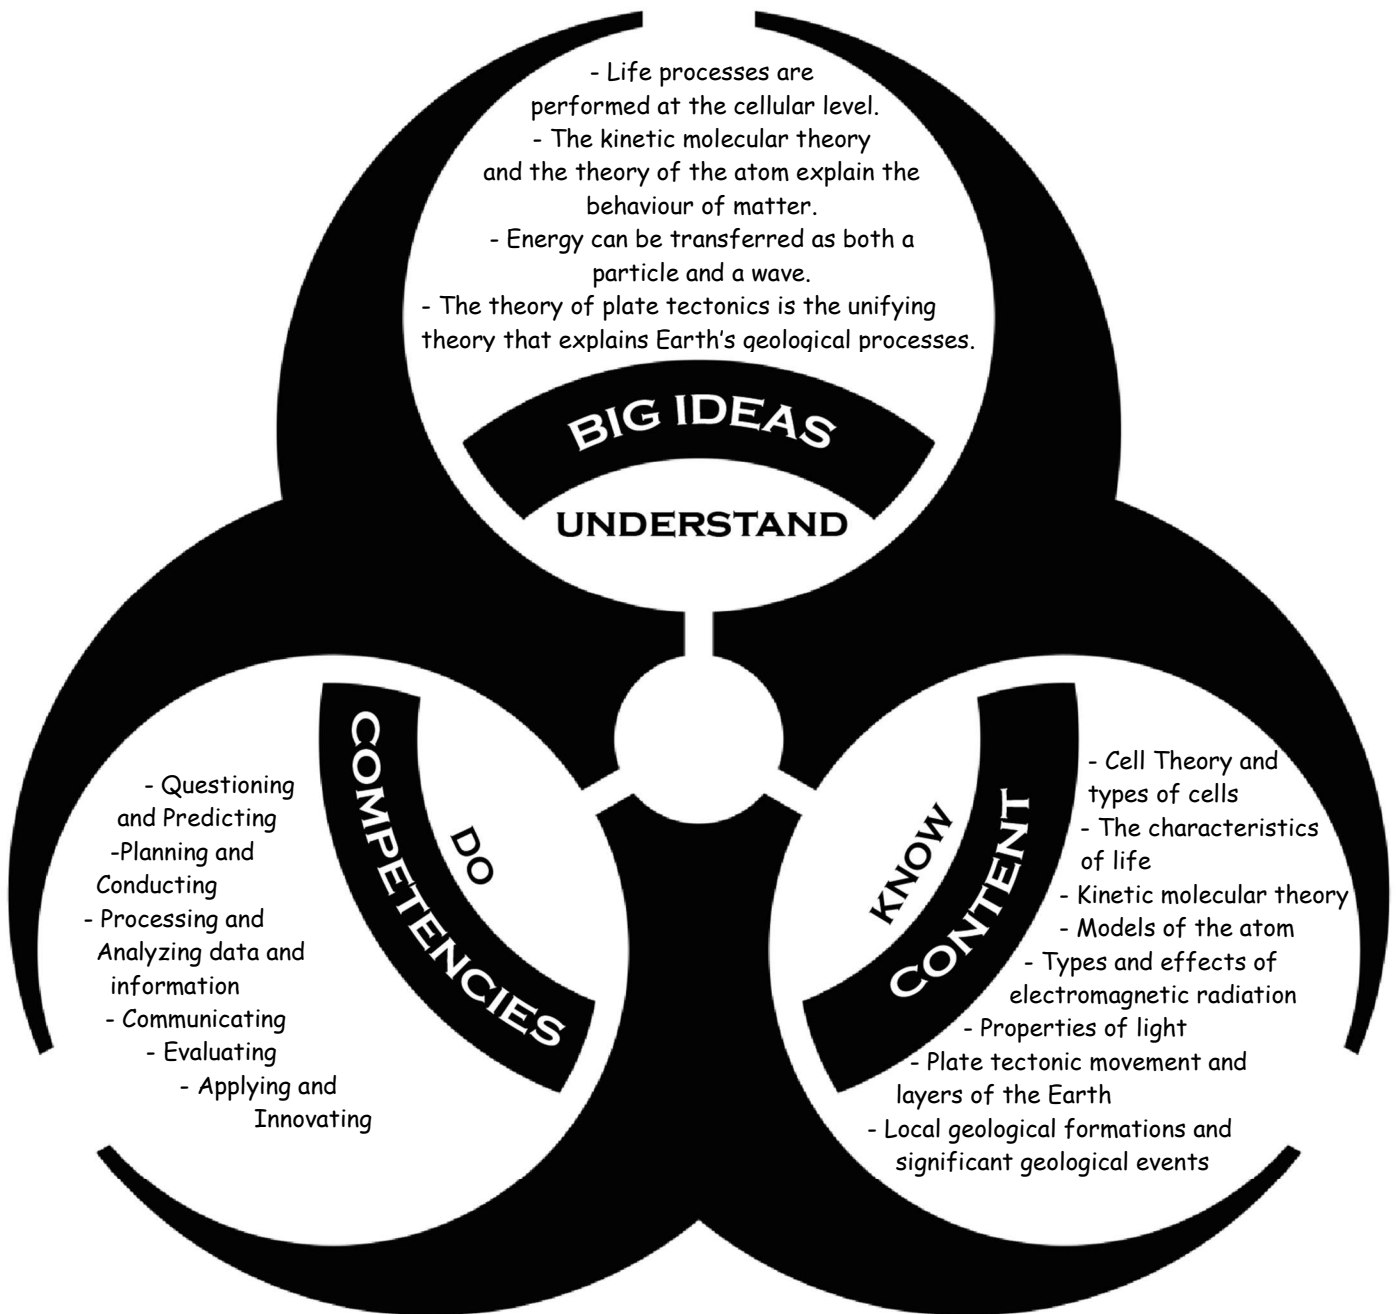 - Life processes are
performed at the cellular level.
- The kinetic molecular theory
and the theory of the atom explain the
behaviour of matter.
- Energy can be transferred as both a
particle and a wave.
- The theory of plate tectonics is the unifying
theory that explains Earth's geological processes.
BIG IDEAS
UNDERSTAND
COMPETENCIES
DO
- Questioning
and Predicting
-Planning and
Conducting
- Processing and
Analyzing data and
information
- Communicating
- Evaluating
- Applying and
Innovating
KNOW
CONTENT
- Cell Theory and
types of cells
- The characteristics
of life
- Kinetic molecular theory
- Models of the atom
- Types and effects of
electromagnetic radiation
- Properties of light
- Plate tectonic movement and
layers of the Earth
- Local geological formations and
significant geological events